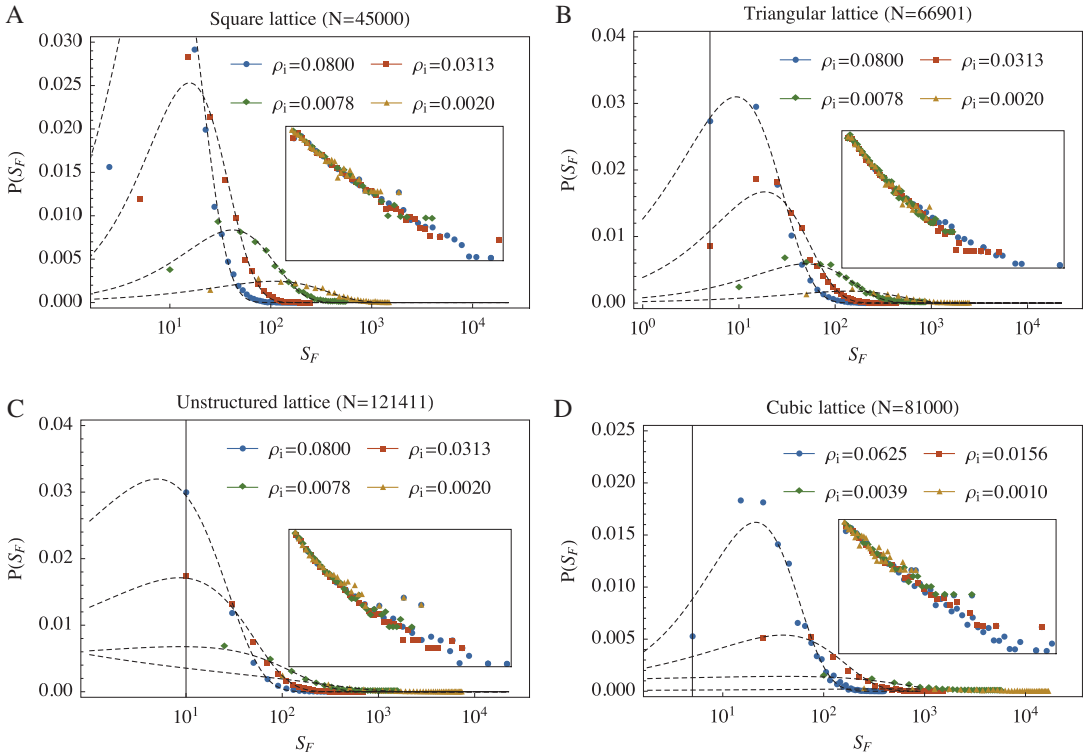 A
Square lattice (N=45000)
P(S_F)
0.030
0.025
0.020
0.015
0.010
0.005
0.000
ρ_i=0.0800
ρ_i=0.0313
ρ_i=0.0078
ρ_i=0.0020
10^1
10^2
10^3
10^4
S_F
B
Triangular lattice (N=66901)
P(S_F)
0.04
0.03
0.02
0.01
0.00
ρ_i=0.0800
ρ_i=0.0313
ρ_i=0.0078
ρ_i=0.0020
10^0
10^1
10^2
10^3
10^4
S_F
C
Unstructured lattice (N=121411)
P(S_F)
0.04
0.03
0.02
0.01
0.00
ρ_i=0.0800
ρ_i=0.0313
ρ_i=0.0078
ρ_i=0.0020
10^1
10^2
10^3
10^4
S_F
D
Cubic lattice (N=81000)
P(S_F)
0.025
0.020
0.015
0.010
0.005
0.000
ρ_i=0.0625
ρ_i=0.0156
ρ_i=0.0039
ρ_i=0.0010
10^1
10^2
10^3
10^4
S_F